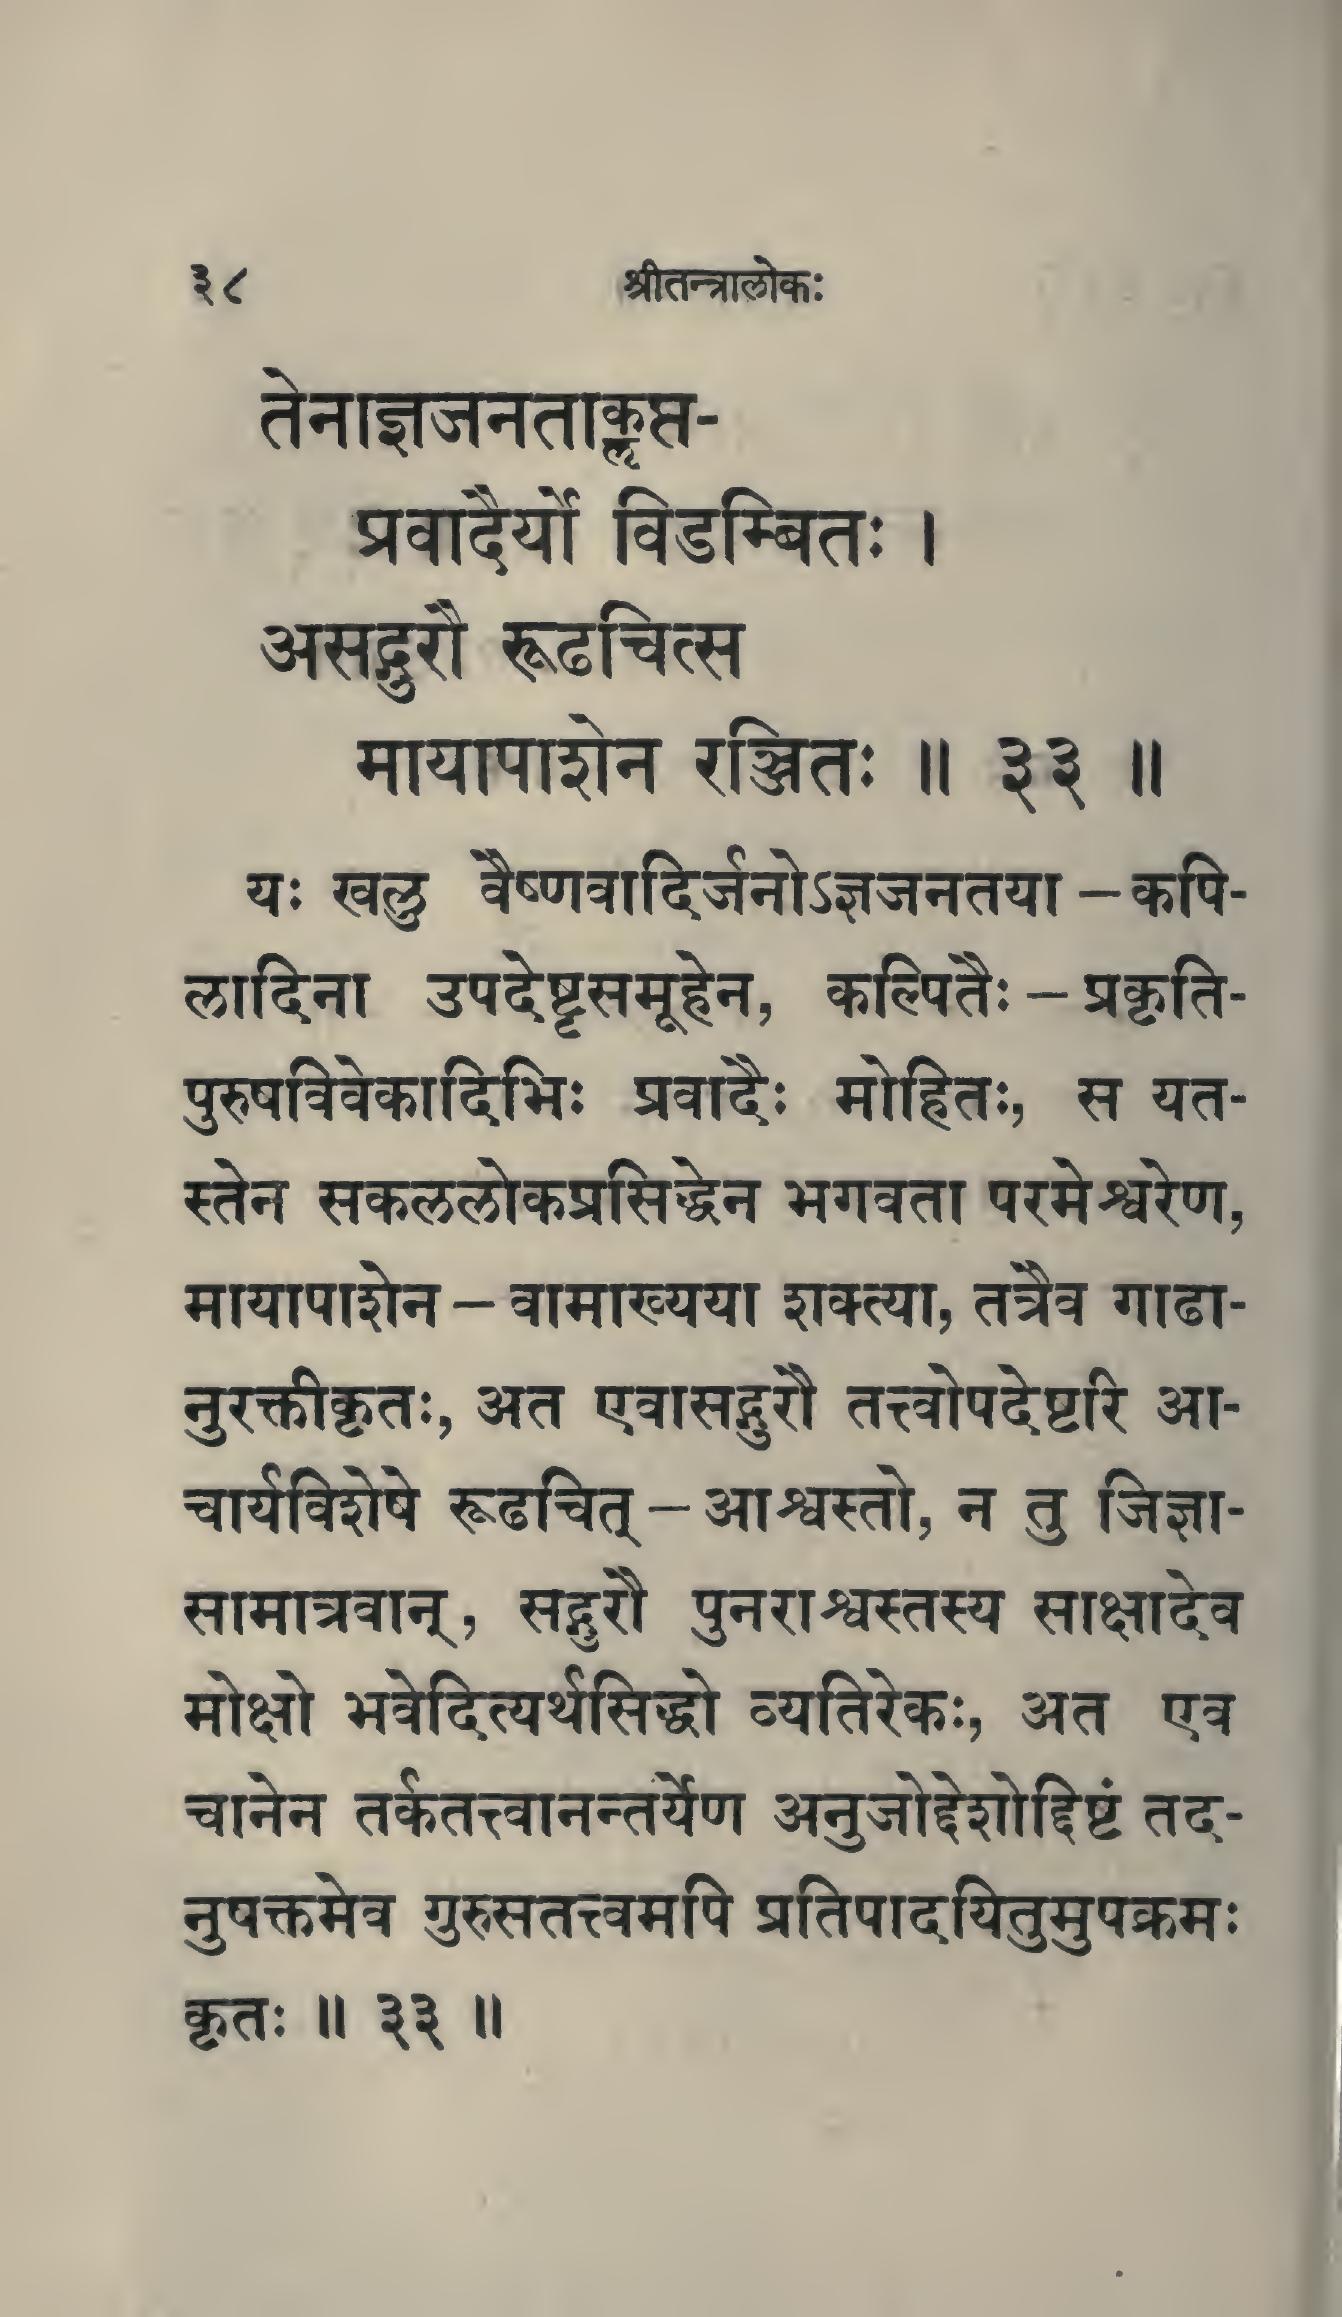 ३८ श्रीतन्त्रालोकः
तेनाज्ञजनताक्लृप्त-
प्रवादैर्यो विडम्बितः ।
असद्गुरौ रूढचित्स
मायापाशेन रञ्जितः ॥ ३३ ॥
यः खलु वैष्णवादिर्जनोऽज्ञजनतया – कपि-
लादिना उपदेष्टृसमूहेन, कल्पितैः – प्रकृति-
पुरुषविवेकादिभिः प्रवादैः मोहितः, स यत-
स्तेन सकललोकप्रसिद्धेन भगवता परमेश्वरेण,
मायापाशेन – वामाख्यया शक्त्या, तत्रैव गाढा-
नुरक्तीकृतः, अत एवासद्गुरौ तत्त्वोपदेष्टरि आ-
चार्यविशेषे रूढचित् – आश्वस्तो, न तु जिज्ञा-
सामात्रवान्, सद्गुरौ पुनराश्वस्तस्य साक्षादेव
मोक्षो भवेदित्यर्थसिद्धो व्यतिरेकः, अत एव
चानेन तर्कतत्त्वानन्तर्येण अनुजोद्देशोद्दिष्टं तद-
नुषक्तमेव गुरुसतत्त्वमपि प्रतिपादयितुमुपक्रमः
कृतः ॥ ३३ ॥